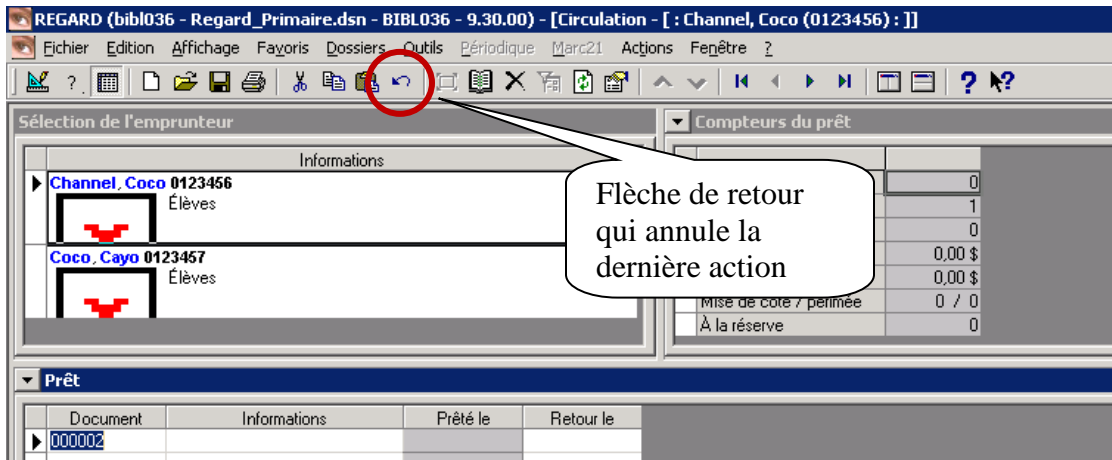 REGARD (bibl036 - Regard_Primaire.dsn - BIBL036 - 9.30.00) - [Circulation - [ : Channel, Coco (0123456) : ]]
Fichier Edition Affichage Favoris Dossiers Outils Périodique Marc21 Actions Fenêtre ?
Sélection de l'emprunteur
Compteurs du prêt
Informations
Channel, Coco 0123456
Élèves
Coco, Cayo 0123457
Élèves
Flèche de retour
qui annule la
dernière action
0
1
0
0,00 $
0,00 $
Mise de côté / périmée 0 / 0
À la réserve 0
Prêt
Document Informations Prêté le Retour le
000002